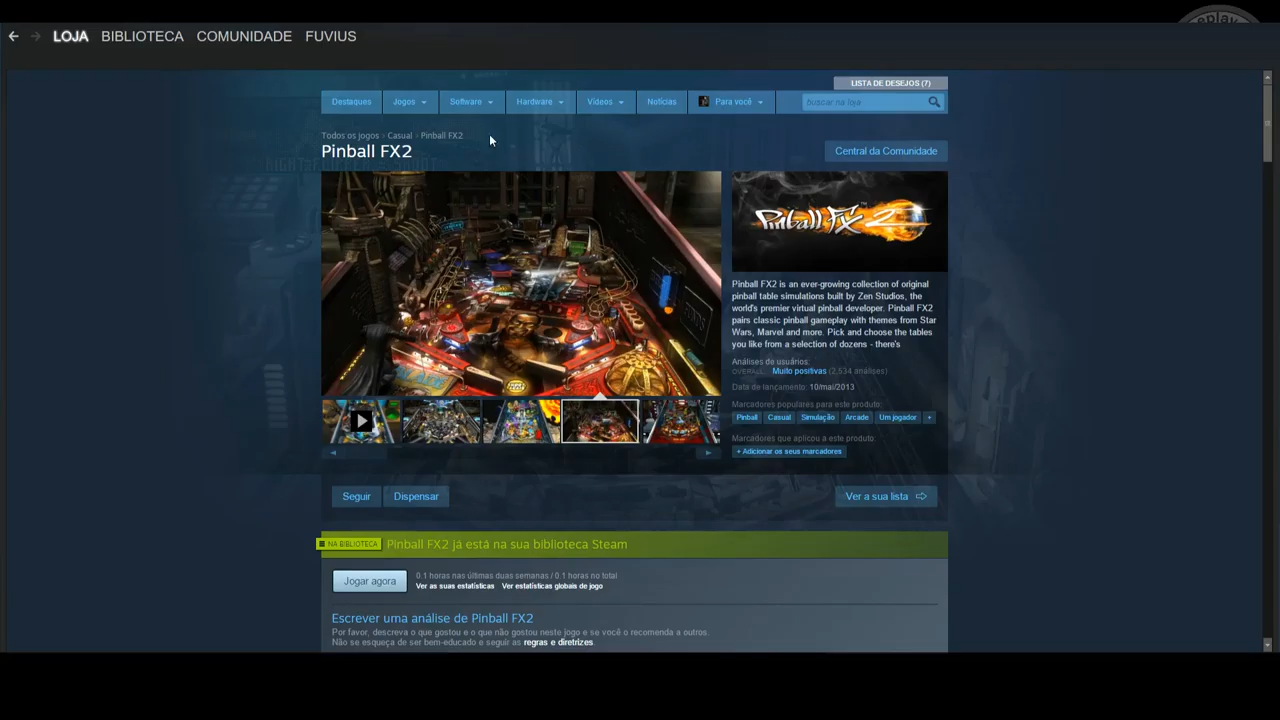 LOJA BIBLIOTECA COMUNIDADE FUVIUS
LISTA DE DESEJOS (7)
Destaques Jogos Software Hardware Vídeos Notícias Para você buscar na loja
Todos os jogos > Casual > Pinball FX2
Pinball FX2
Central da Comunidade
Pinball FX2
Pinball FX2 is an ever-growing collection of original
pinball table simulations built by Zen Studios, the
world's premier virtual pinball developer. Pinball FX2
pairs classic pinball gameplay with themes from Star
Wars, Marvel and more. Pick and choose the tables
you like from a selection of dozens - there's
Análises de usuários:
OVERALL: Muito positivas (2,534 análises)
Data de lançamento: 10/mai/2013
Marcadores populares para este produto:
Pinball Casual Simulação Arcade Um jogador +
Marcadores que aplicou a este produto:
+ Adicionar os seus marcadores
Seguir Dispensar Ver a sua lista
NA BIBLIOTECA Pinball FX2 já está na sua biblioteca Steam
Jogar agora
0.1 horas nas últimas duas semanas / 0.1 horas no total
Ver as suas estatísticas Ver estatísticas globais de jogo
Escrever uma análise de Pinball FX2
Por favor, descreva o que gostou e o que não gostou neste jogo e se você o recomenda a outros.
Não se esqueça de ser bem-educado e seguir as regras e diretrizes.